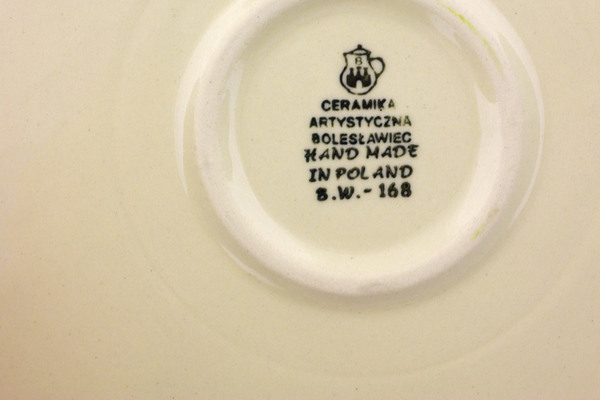 B
CERAMIKA
ARTYSTYCZNA
BOLESŁAWIEC
HAND MADE
IN POLAND
S.W.- 168